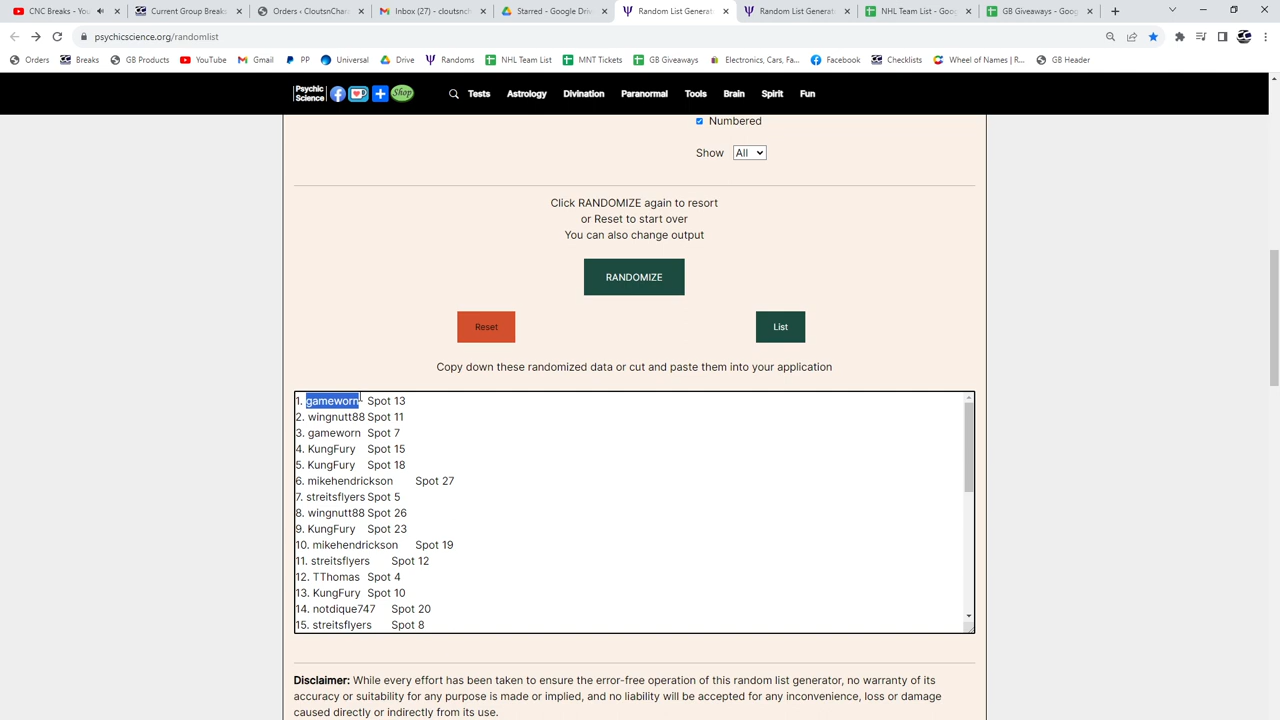 CNC Breaks - You
Current Group Breaks
Orders ‹ CloutsnChar
Inbox (27) - cloutsnch
Starred - Google Driv
Random List Generat
Random List Generat
NHL Team List - Goog
GB Giveaways - Goog
psychicscience.org/randomlist
Orders
Breaks
GB Products
YouTube
Gmail
PP
Universal
Drive
Randoms
NHL Team List
MNT Tickets
GB Giveaways
Electronics, Cars, Fa...
Facebook
Checklists
Wheel of Names | R...
GB Header
Psychic
Science
Shop
Tests
Astrology
Divination
Paranormal
Tools
Brain
Spirit
Fun
Numbered
Show All
Click RANDOMIZE again to resort
or Reset to start over
You can also change output
RANDOMIZE
Reset
List
Copy down these randomized data or cut and paste them into your application
1. gameworn Spot 13
2. wingnutt88 Spot 11
3. gameworn Spot 7
4. KungFury Spot 15
5. KungFury Spot 18
6. mikehendrickson Spot 27
7. streitsflyers Spot 5
8. wingnutt88 Spot 26
9. KungFury Spot 23
10. mikehendrickson Spot 19
11. streitsflyers Spot 12
12. TThomas Spot 4
13. KungFury Spot 10
14. notdique747 Spot 20
15. streitsflyers Spot 8
Disclaimer: While every effort has been taken to ensure the error-free operation of this random list generator, no warranty of its
accuracy or suitability for any purpose is made or implied, and no liability will be accepted for any inconvenience, loss or damage
caused directly or indirectly from its use.